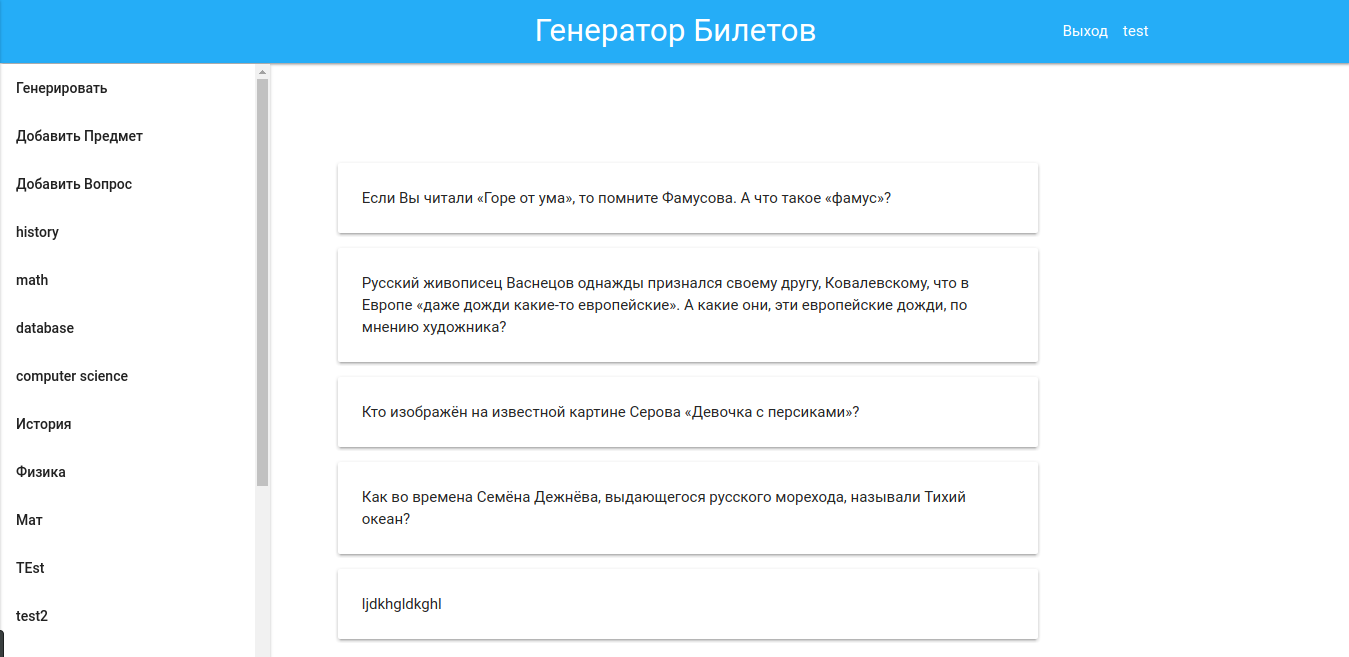 Генератор Билетов
Выход test
Генерировать
Добавить Предмет
Добавить Вопрос
history
math
database
computer science
История
Физика
Мат
TEst
test2
Если Вы читали «Горе от ума», то помните Фамусова. А что такое «фамус»?
Русский живописец Васнецов однажды признался своему другу, Ковалевскому, что в
Европе «даже дожди какие-то европейские». А какие они, эти европейские дожди, по
мнению художника?
Кто изображён на известной картине Серова «Девочка с персиками»?
Как во времена Семёна Дежнёва, выдающегося русского морехода, называли Тихий
океан?
ljdkhgldkghl